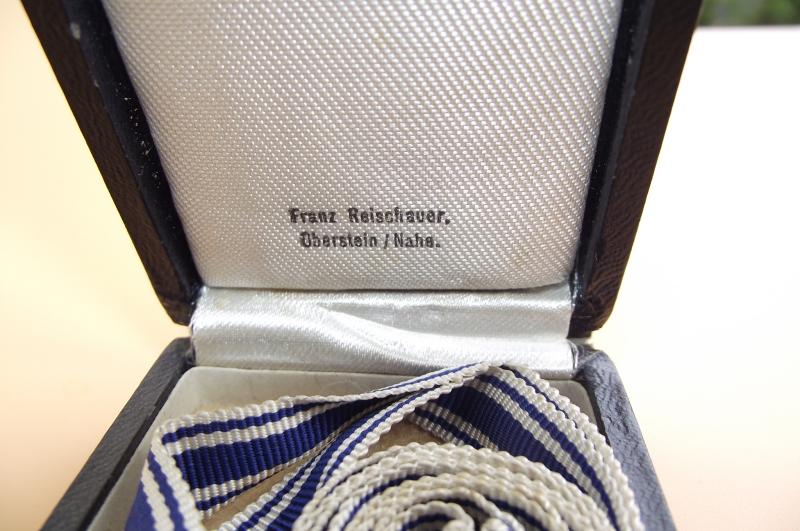 Franz Reischauer,
Oberstein / Nahe.